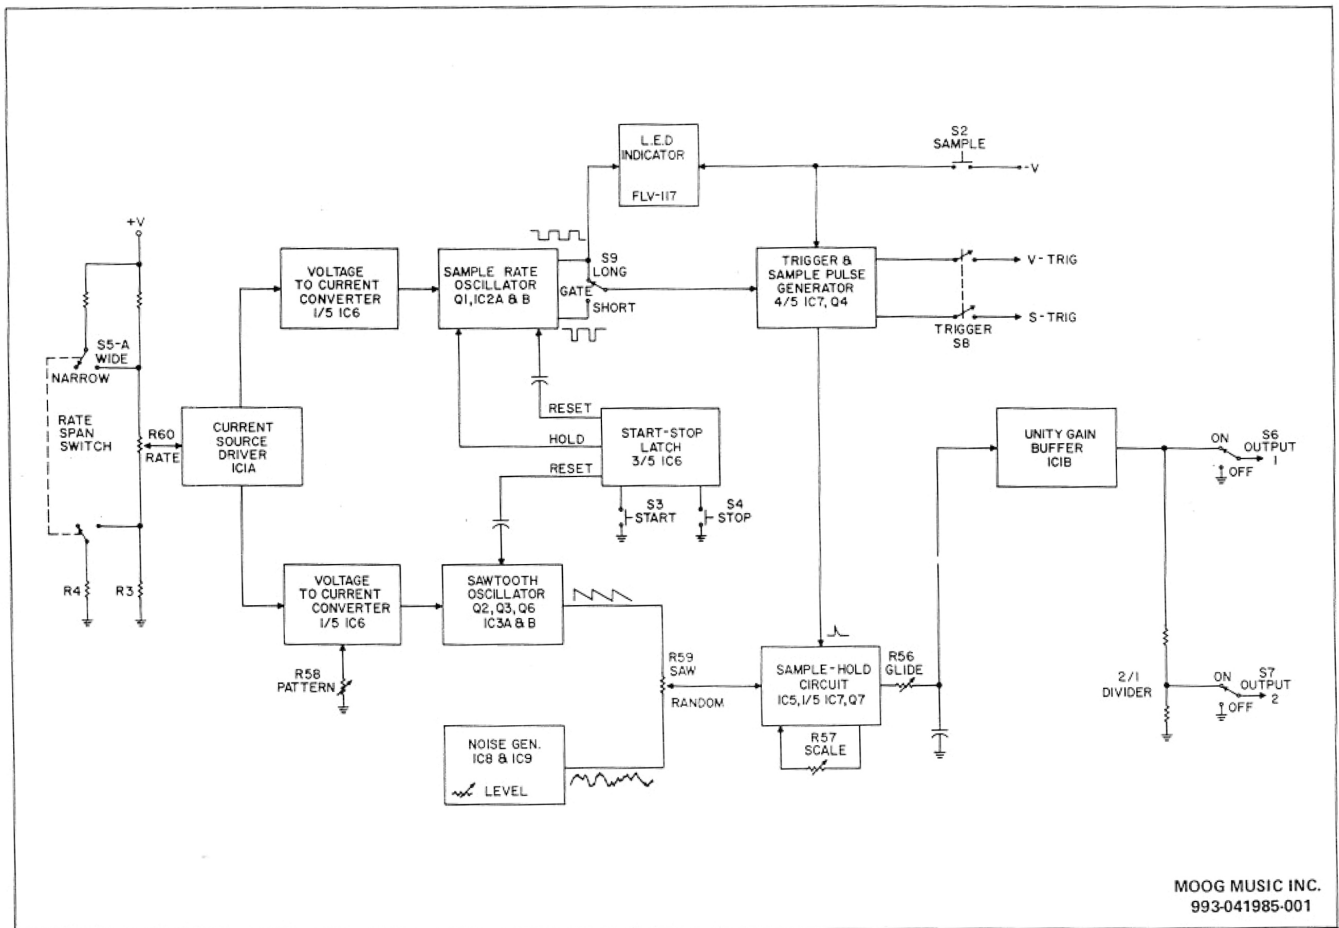 L.E.D
INDICATOR
FLV-117
S2
SAMPLE
-V
+V
VOLTAGE
TO CURRENT
CONVERTER
1/5 IC6
SAMPLE RATE
OSCILLATOR
Q1, IC2A & B
S9
LONG
GATE
SHORT
TRIGGER &
SAMPLE PULSE
GENERATOR
4/5 IC7, Q4
V-TRIG
S-TRIG
TRIGGER
S8
S5-A
WIDE
NARROW
RATE
SPAN
SWITCH
R60
RATE
CURRENT
SOURCE
DRIVER
IC1A
RESET
HOLD
RESET
START-STOP
LATCH
3/5 IC6
S3
START
S4
STOP
UNITY GAIN
BUFFER
IC1B
ON
S6
OUTPUT
1
OFF
R4
R3
VOLTAGE
TO CURRENT
CONVERTER
1/5 IC6
R58
PATTERN
SAWTOOTH
OSCILLATOR
Q2, Q3, Q6
IC3A & B
R59
SAW
RANDOM
SAMPLE-HOLD
CIRCUIT
IC5, 1/5 IC7, Q7
R56
GLIDE
R57
SCALE
2/1
DIVIDER
ON
S7
OUTPUT
2
OFF
NOISE GEN.
IC8 & IC9
LEVEL
MOOG MUSIC INC.
993-041985-001